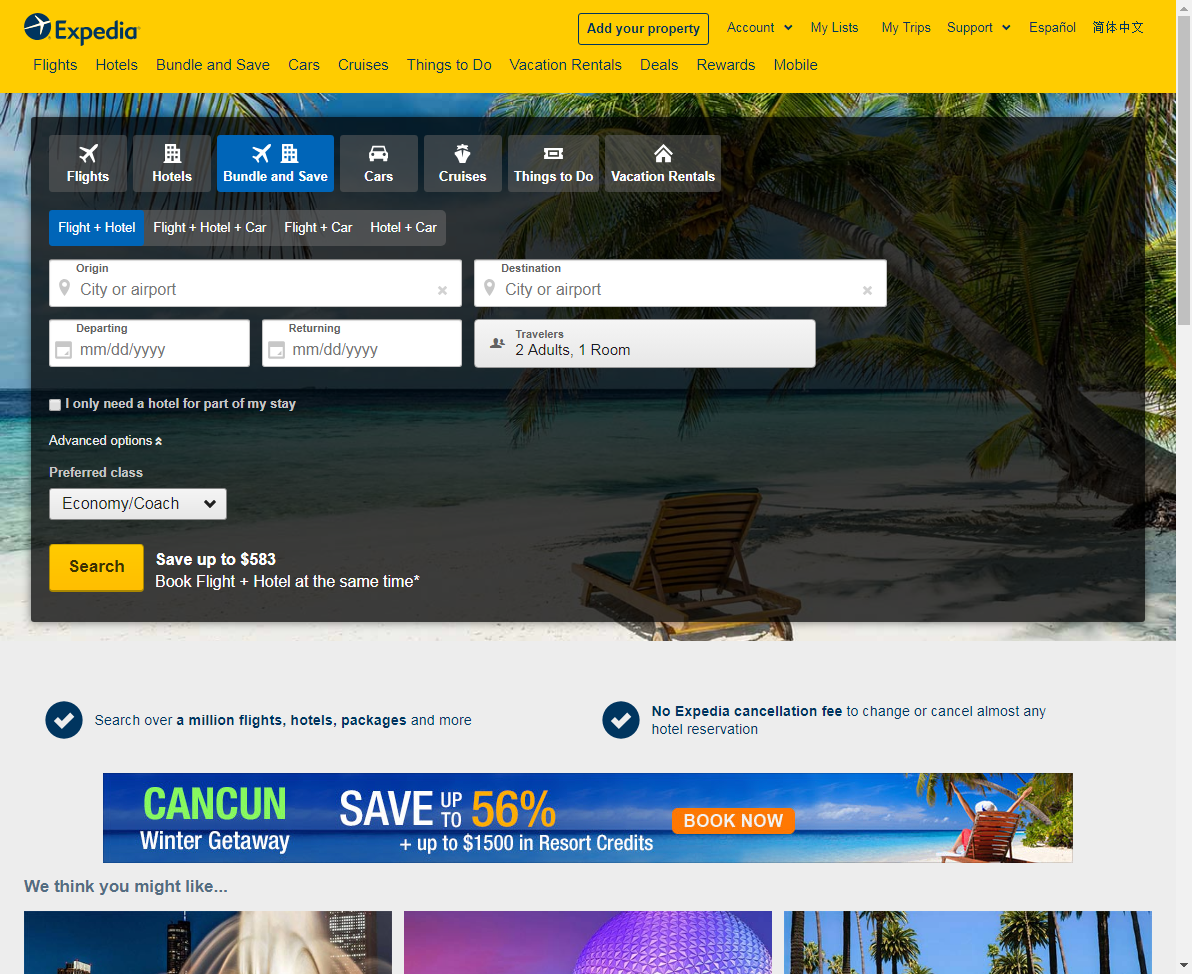 Expedia
Add your property
Account
My Lists
My Trips
Support
Español
简体中文
Flights
Hotels
Bundle and Save
Cars
Cruises
Things to Do
Vacation Rentals
Deals
Rewards
Mobile
Flights
Hotels
Bundle and Save
Cars
Cruises
Things to Do
Vacation Rentals
Flight + Hotel
Flight + Hotel + Car
Flight + Car
Hotel + Car
Origin
City or airport
Destination
City or airport
Departing
mm/dd/yyyy
Returning
mm/dd/yyyy
Travelers
2 Adults, 1 Room
I only need a hotel for part of my stay
Advanced options
Preferred class
Economy/Coach
Search
Save up to $583
Book Flight + Hotel at the same time*
Search over a million flights, hotels, packages and more
No Expedia cancellation fee to change or cancel almost any
hotel reservation
CANCUN
Winter Getaway
SAVE UP TO 56%
+ up to $1500 in Resort Credits
BOOK NOW
We think you might like...